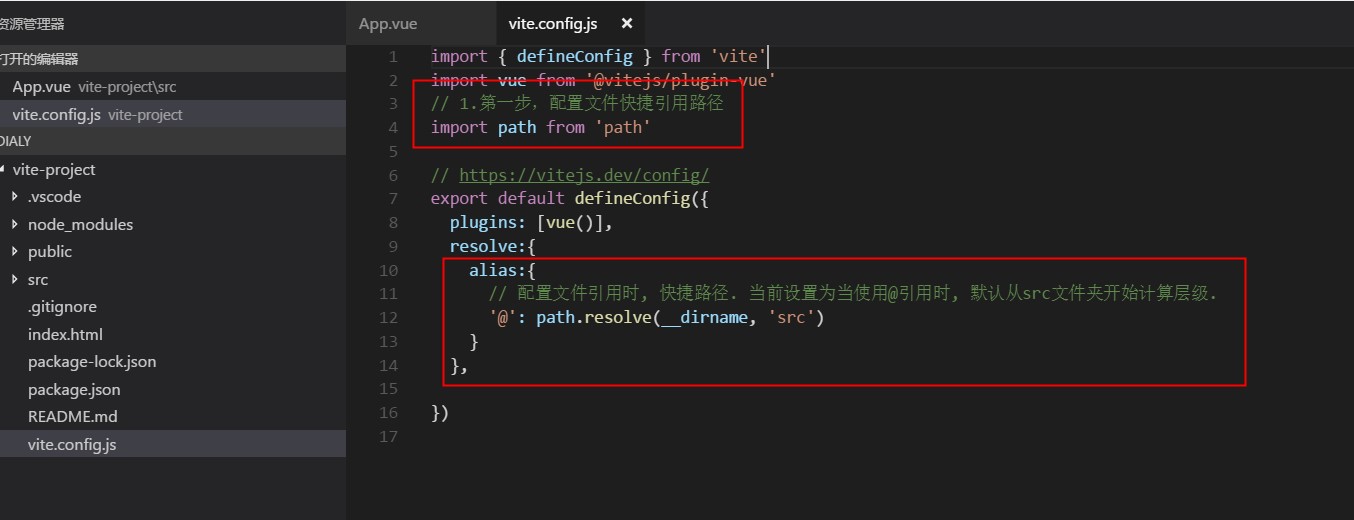 资源管理器
打开的编辑器
App.vue vite-project\src
vite.config.js vite-project
DIALY
vite-project
.vscode
node_modules
public
src
.gitignore
index.html
package-lock.json
package.json
README.md
vite.config.js
App.vue vite.config.js ×
1 import { defineConfig } from 'vite'
2 import vue from '@vitejs/plugin-vue'
3 // 1.第一步，配置文件快捷引用路径
4 import path from 'path'
5
6 // https://vitejs.dev/config/
7 export default defineConfig({
8 plugins: [vue()],
9 resolve:{
10 alias:{
11 // 配置文件引用时, 快捷路径. 当前设置为当使用@引用时, 默认从src文件夹开始计算层级.
12 '@': path.resolve(__dirname, 'src')
13 }
14 },
15
16 })
17